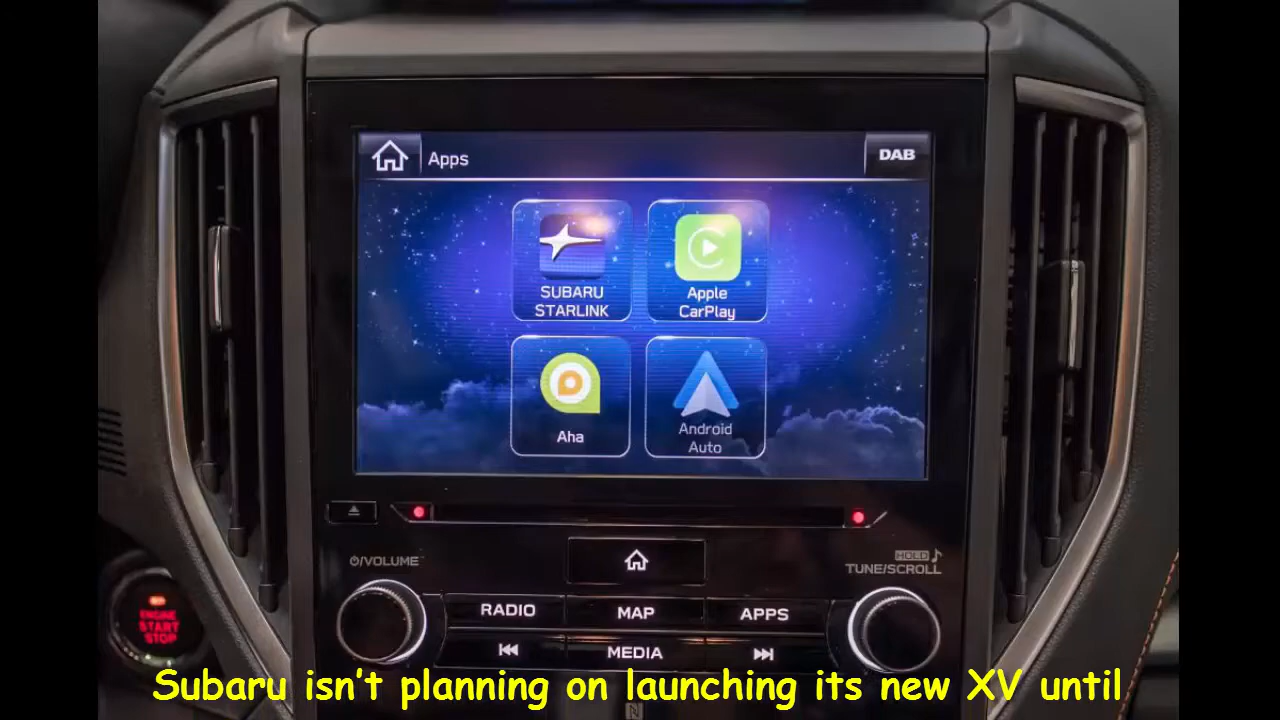 Apps
DAB
SUBARU
STARLINK
Apple
CarPlay
Aha
Android
Auto
⏻/VOLUME
HOLD
TUNE/SCROLL
RADIO
MAP
APPS
MEDIA
ENGINE
START
STOP
Subaru isn't planning on launching its new XV until